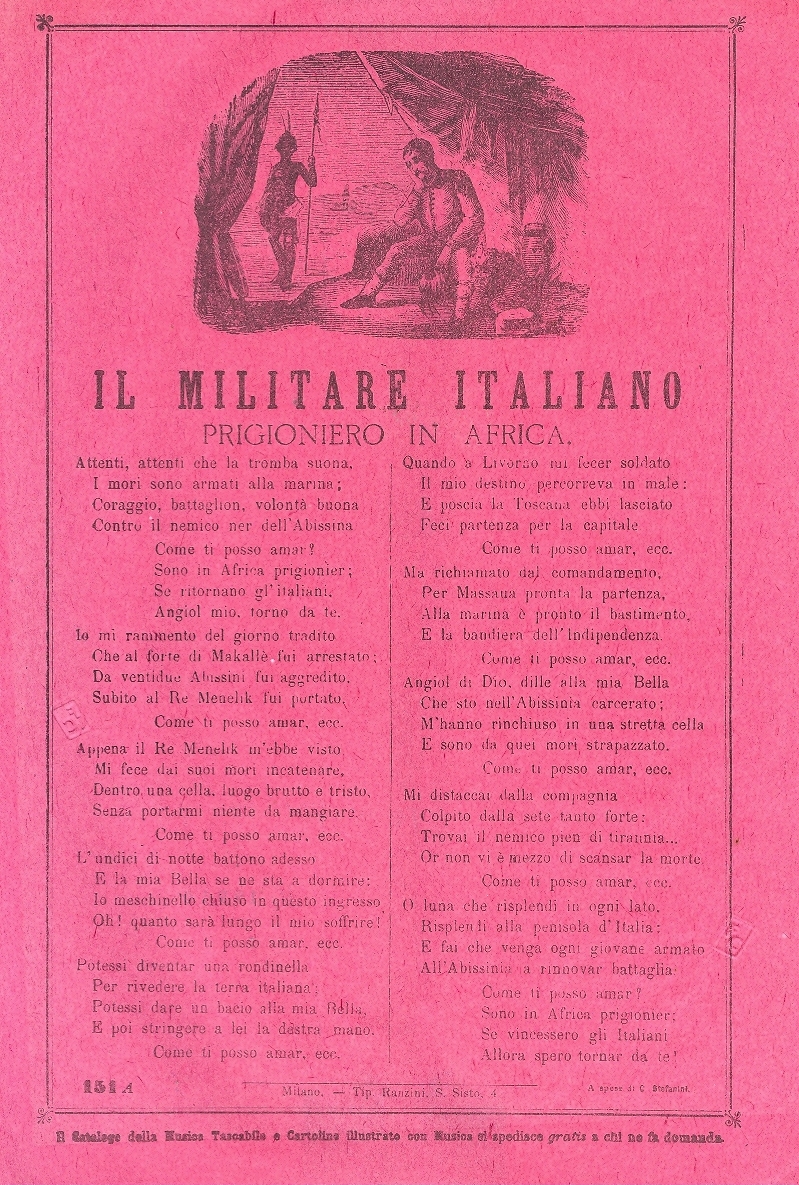 IL MILITARE ITALIANO
PRIGIONIERO IN AFRICA.
Attenti, attenti che la tromba suona,
I mori sono armati alla marina;
Coraggio, battaglion, volontà buona
Contro il nemico ner dell'Abissina
Come ti posso amar?
Sono in Africa prigionier;
Se ritornano gl'italiani,
Angiol mio, torno da te.
Io mi rammento del giorno tradito
Che al forte di Makallè fui arrestato;
Da ventidue Abissini fui aggredito,
Subito al Re Menelik fui portato,
Come ti posso amar, ecc.
Appena il Re Menelik m'ebbe visto
Mi fece dai suoi mori incatenare,
Dentro una cella, luogo brutto e tristo,
Senza portarmi niente da mangiare.
Come ti posso amar, ecc.
L'undici di notte battono adesso
E la mia Bella se ne sta a dormire;
Io meschinello chiuso in questo ingresso
Oh! quanto sarà lungo il mio soffrire!
Come ti posso amar, ecc.
Potessi diventar una rondinella
Per rivedere la terra italiana;
Potessi dare un bacio alla mia Bella,
E poi stringere a lei la destra mano.
Come ti posso amar, ecc.
Quando a Livorno mi fecer soldato
Il mio destino percorreva in male;
E poscia la Toscana ebbi lasciato
Feci partenza per la capitale
Come ti posso amar, ecc.
Ma richiamato dal comandamento,
Per Massaua pronta la partenza,
Alla marina è pronto il bastimento,
E la bandiera dell'Indipendenza.
Come ti posso amar, ecc.
Angiol di Dio, dille alla mia Bella
Che sto nell'Abissinia carcerato;
M'hanno rinchiuso in una stretta cella
E sono da quei mori strapazzato.
Come ti posso amar, ecc.
Mi distaccai dalla compagnia
Colpito dalla sete tanto forte;
Trovai il nemico pien di tirannia...
Or non vi è mezzo di scansar la morte.
Come ti posso amar, ecc.
O luna che risplendi in ogni lato,
Risplendi alla penisola d'Italia;
E fai che venga ogni giovane armato
All'Abissinia a rinnovar battaglia.
Come ti posso amar?
Sono in Africa prigionier;
Se vincessero gli Italiani
Allora spero tornar da te!
151 A
Milano. — Tip. Ranzini, S. Sisto, 4
A spese di C. Stefanini.
Il Catalogo della Musica Tascabile e Cartoline illustrate con Musica si spedisce gratis a chi ne fa domanda.